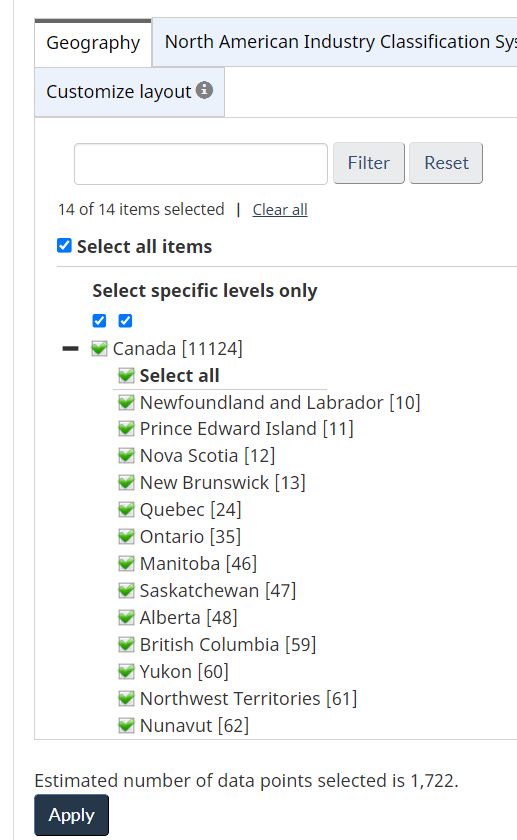 Geography
North American Industry Classification Sys
Customize layout
Filter
Reset
14 of 14 items selected | Clear all
Select all items
Select specific levels only
Canada [11124]
Select all
Newfoundland and Labrador [10]
Prince Edward Island [11]
Nova Scotia [12]
New Brunswick [13]
Quebec [24]
Ontario [35]
Manitoba [46]
Saskatchewan [47]
Alberta [48]
British Columbia [59]
Yukon [60]
Northwest Territories [61]
Nunavut [62]
Estimated number of data points selected is 1,722.
Apply